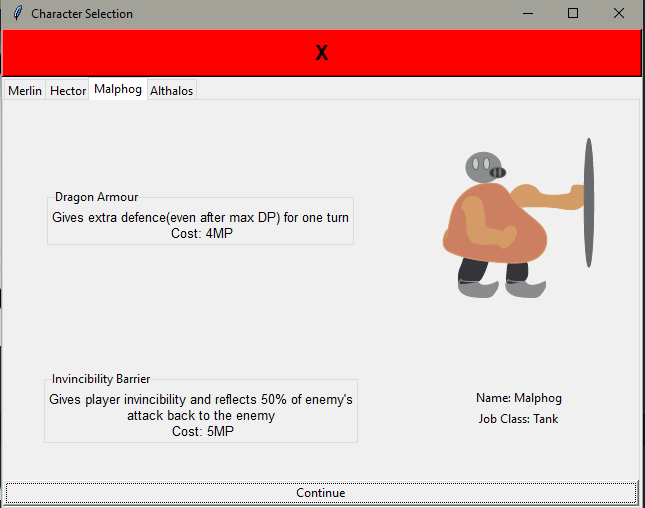 Character Selection
X
Merlin Hector Malphog Althalos
Dragon Armour
Gives extra defence(even after max DP) for one turn
Cost: 4MP
Invincibility Barrier
Gives player invincibility and reflects 50% of enemy's
attack back to the enemy
Cost: 5MP
Name: Malphog
Job Class: Tank
Continue